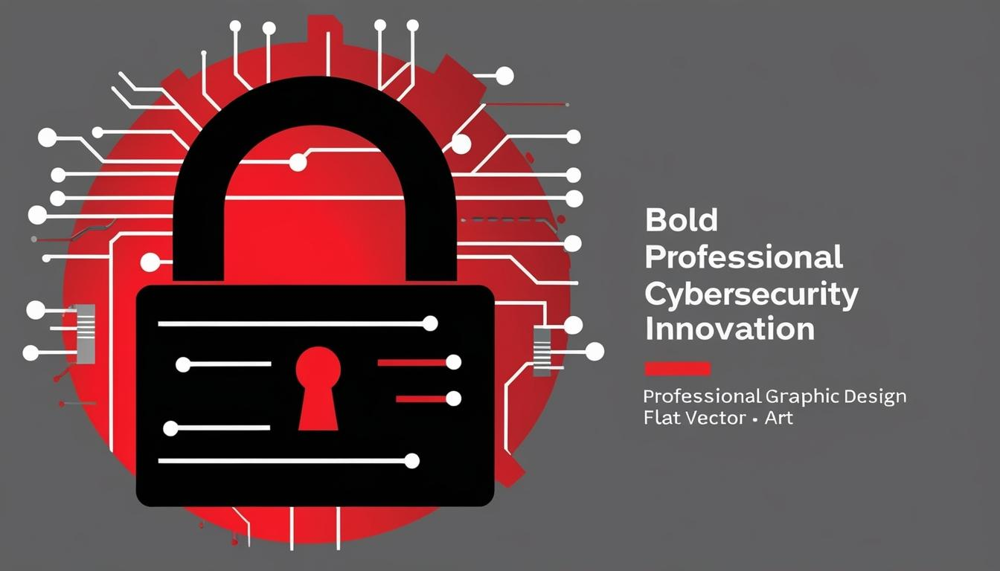 Bold
Professional
Cybersecurity
Innovation
Professional Graphic Design
Flat Vector • Art